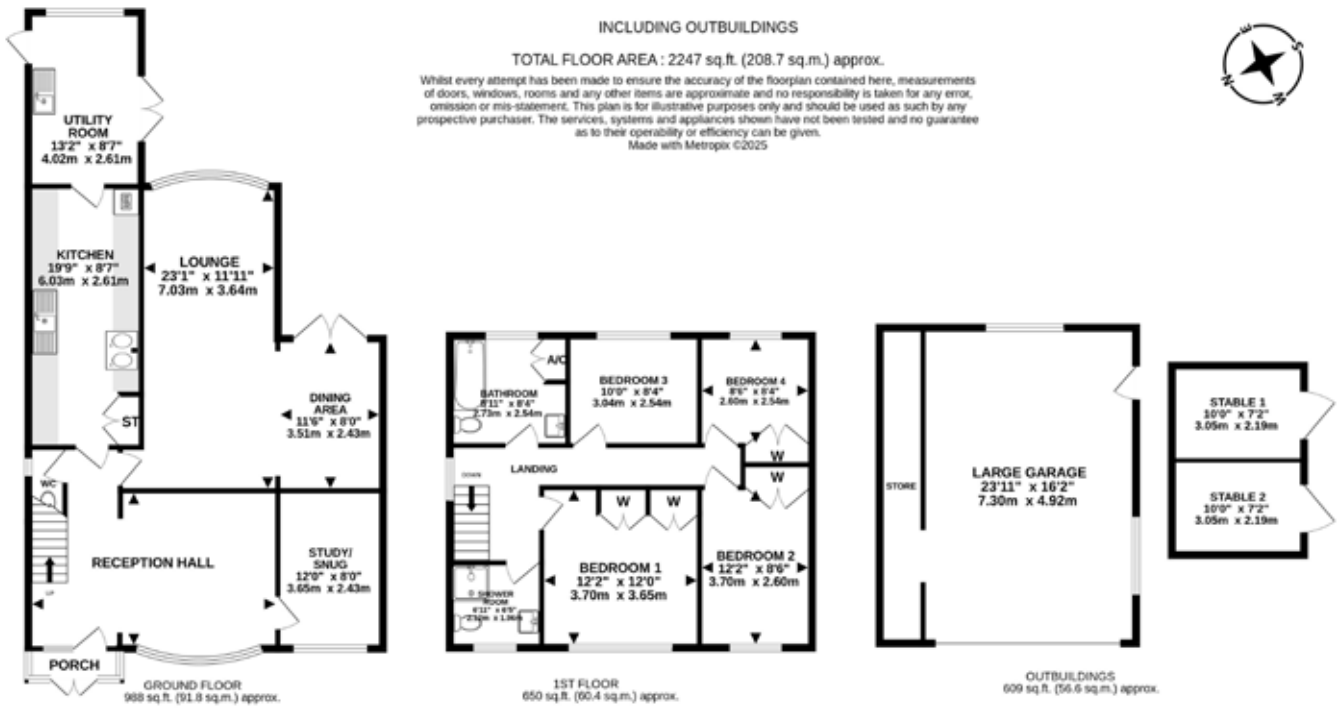 INCLUDING OUTBUILDINGS
TOTAL FLOOR AREA : 2247 sq.ft. (208.7 sq.m.) approx.
Whilst every attempt has been made to ensure the accuracy of the floorplan contained here, measurements
of doors, windows, rooms and any other items are approximate and no responsibility is taken for any error,
omission or mis-statement. This plan is for illustrative purposes only and should be used as such by any
prospective purchaser. The services, systems and appliances shown have not been tested and no guarantee
as to their operability or efficiency can be given.
Made with Metropix ©2025
N
E
S
W
UTILITY
ROOM
13'2" x 8'7"
4.02m x 2.61m
KITCHEN
19'9" x 8'7"
6.03m x 2.61m
LOUNGE
23'1" x 11'11"
7.03m x 3.64m
DINING
AREA
11'6" x 8'0"
3.51m x 2.43m
ST
WC
UP
RECEPTION HALL
STUDY/
SNUG
12'0" x 8'0"
3.65m x 2.43m
PORCH
GROUND FLOOR
988 sq.ft. (91.8 sq.m.) approx.
A/C
BATHROOM
8'11" x 8'4"
2.73m x 2.54m
BEDROOM 3
10'0" x 8'4"
3.04m x 2.54m
BEDROOM 4
8'6" x 8'4"
2.60m x 2.54m
W
W
LANDING
DOWN
W
W
BEDROOM 1
12'2" x 12'0"
3.70m x 3.65m
BEDROOM 2
12'2" x 8'6"
3.70m x 2.60m
SHOWER
ROOM
1ST FLOOR
650 sq.ft. (60.4 sq.m.) approx.
STORE
LARGE GARAGE
23'11" x 16'2"
7.30m x 4.92m
STABLE 1
10'0" x 7'2"
3.05m x 2.19m
STABLE 2
10'0" x 7'2"
3.05m x 2.19m
OUTBUILDINGS
609 sq.ft. (56.6 sq.m.) approx.